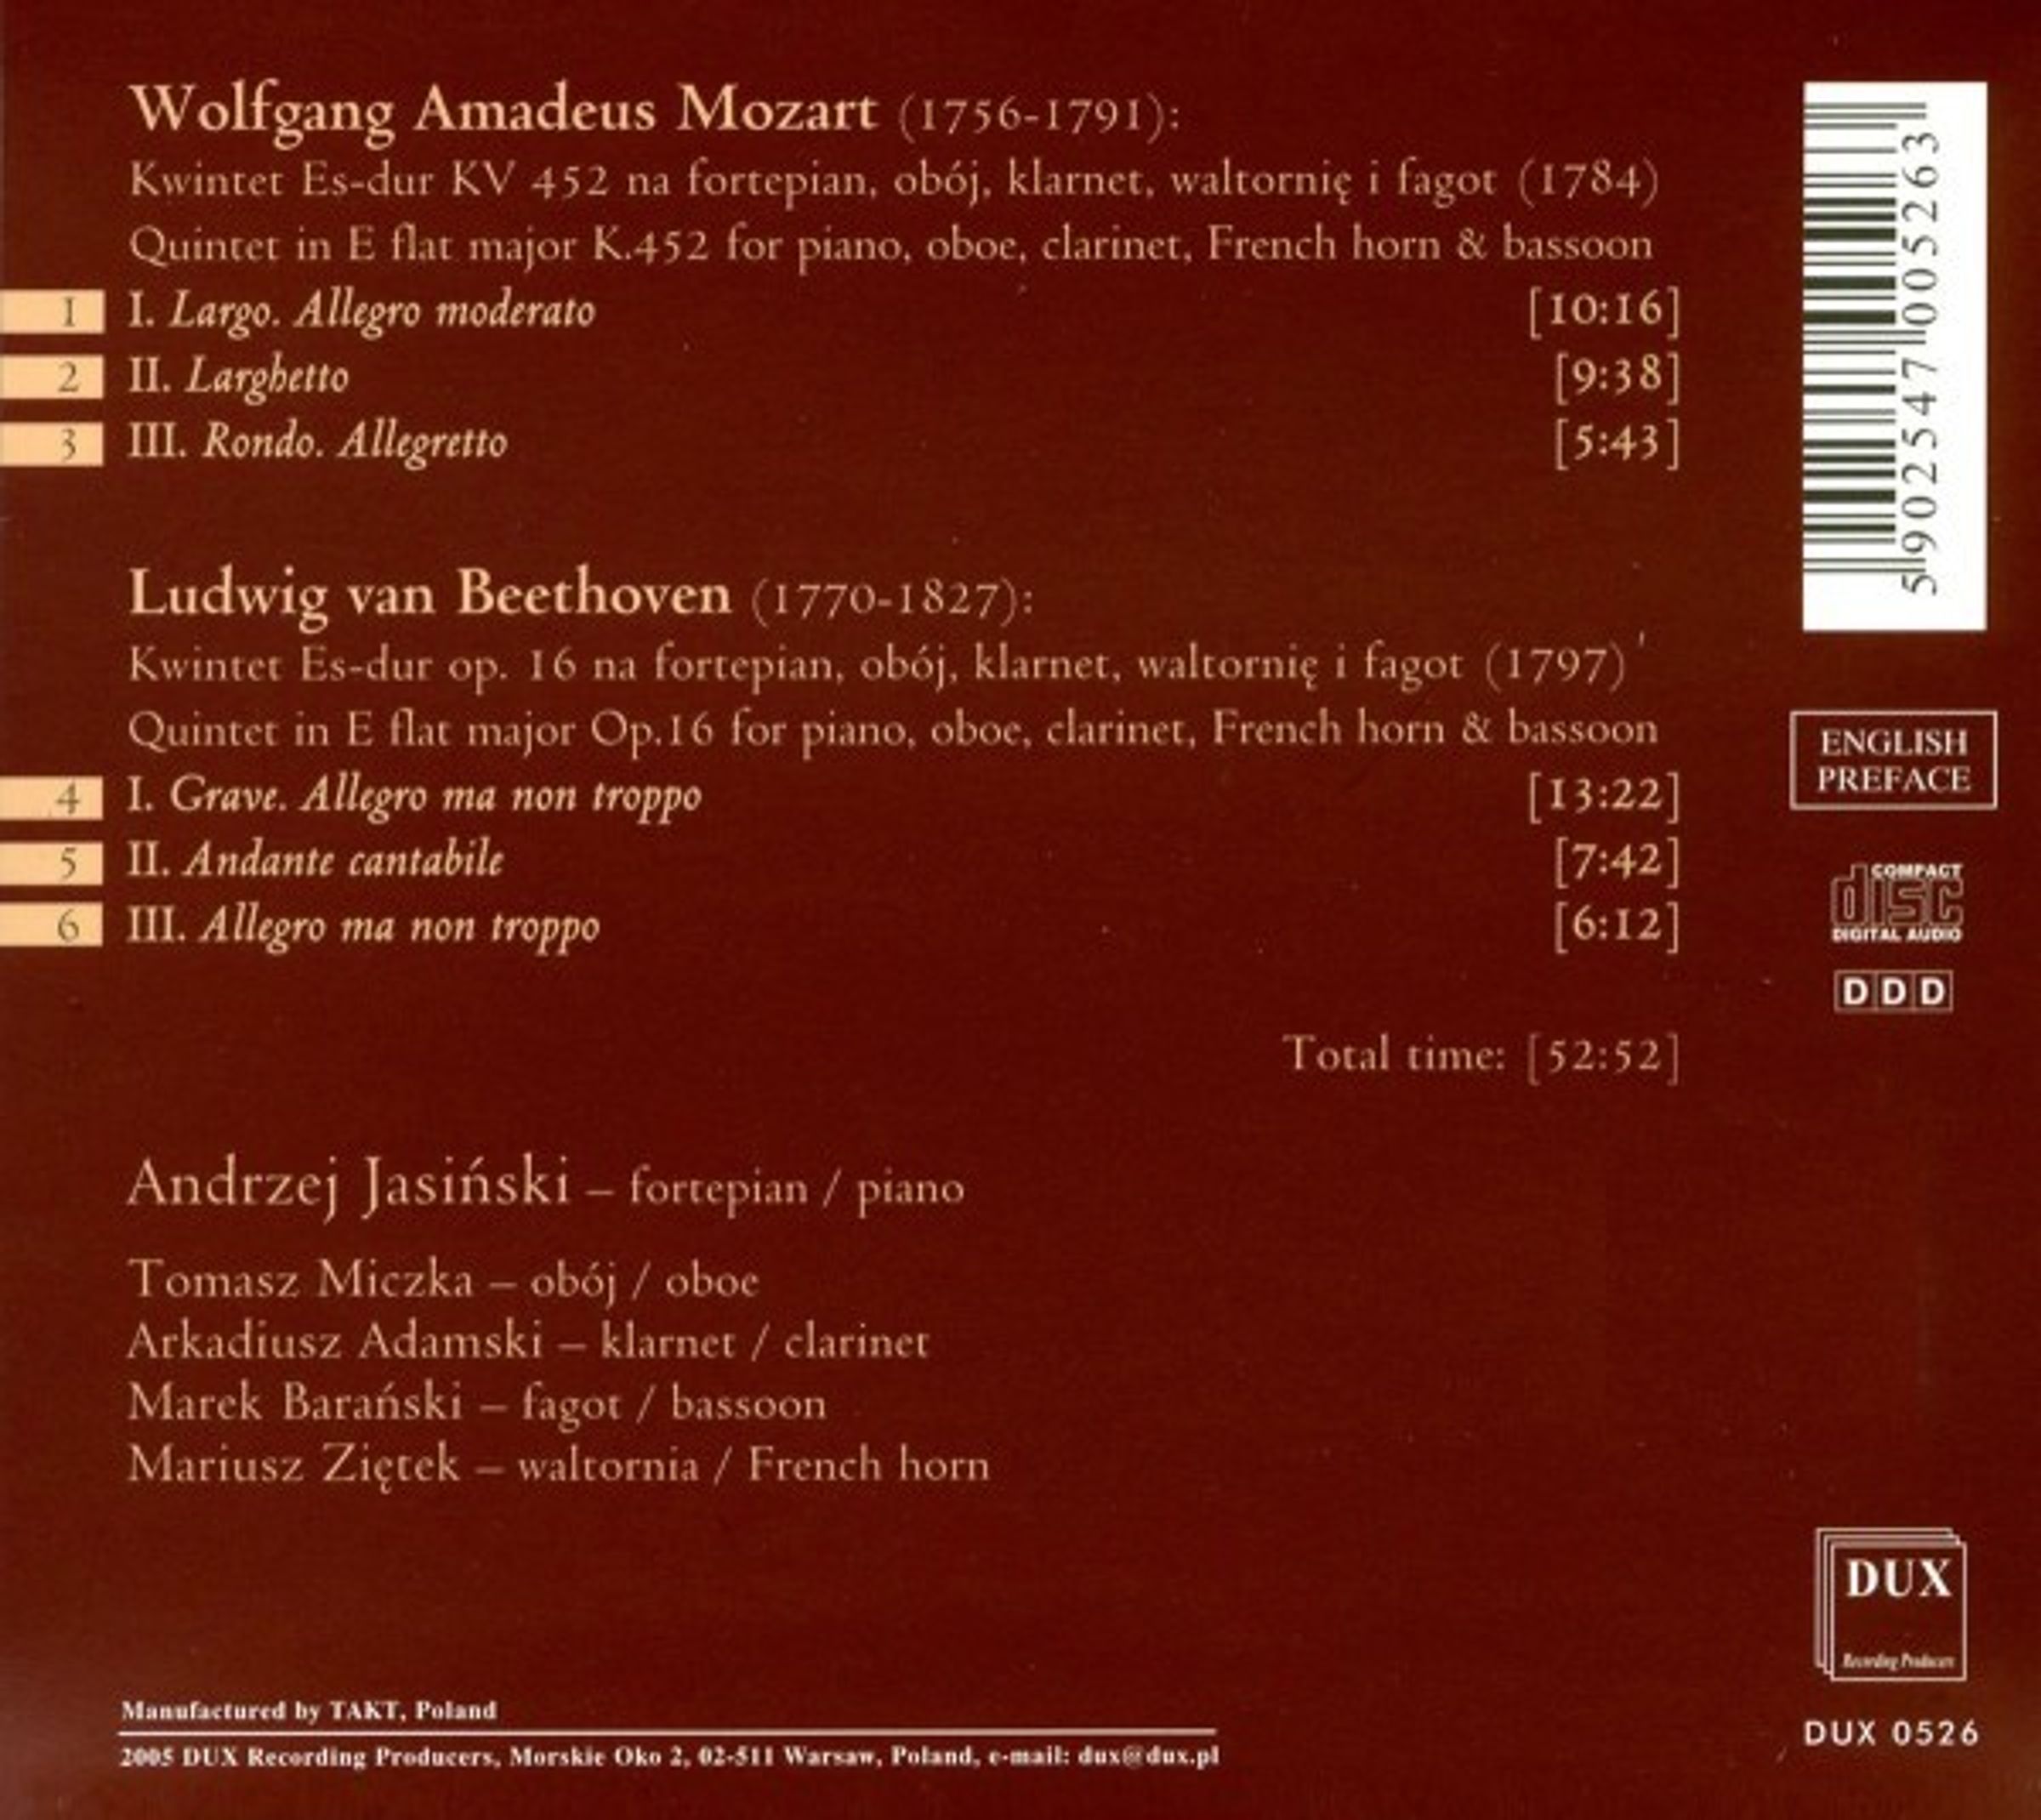 Wolfgang Amadeus Mozart (1756-1791):
Kwintet Es-dur KV 452 na fortepian, obój, klarnet, waltornię i fagot (1784)
Quintet in E flat major K.452 for piano, oboe, clarinet, French horn & bassoon
1 I. Largo. Allegro moderato [10:16]
2 II. Larghetto [9:38]
3 III. Rondo. Allegretto [5:43]
Ludwig van Beethoven (1770-1827):
Kwintet Es-dur op. 16 na fortepian, obój, klarnet, waltornię i fagot (1797)
Quintet in E flat major Op.16 for piano, oboe, clarinet, French horn & bassoon
4 I. Grave. Allegro ma non troppo [13:22]
5 II. Andante cantabile [7:42]
6 III. Allegro ma non troppo [6:12]
Total time: [52:52]
Andrzej Jasiński – fortepian / piano
Tomasz Miczka – obój / oboe
Arkadiusz Adamski – klarnet / clarinet
Marek Barański – fagot / bassoon
Mariusz Ziętek – waltornia / French horn
Manufactured by TAKT, Poland
2005 DUX Recording Producers, Morskie Oko 2, 02-511 Warsaw, Poland, e-mail: dux@dux.pl
5 902547 005263
ENGLISH
PREFACE
COMPACT
disc
DIGITAL AUDIO
DDD
DUX
Recording Producers
DUX 0526